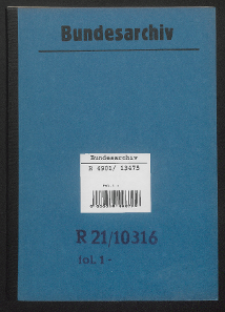 Bundesarchiv
Bundesarchiv
R 4901/ 13475
R 21/10316
fol. 1-